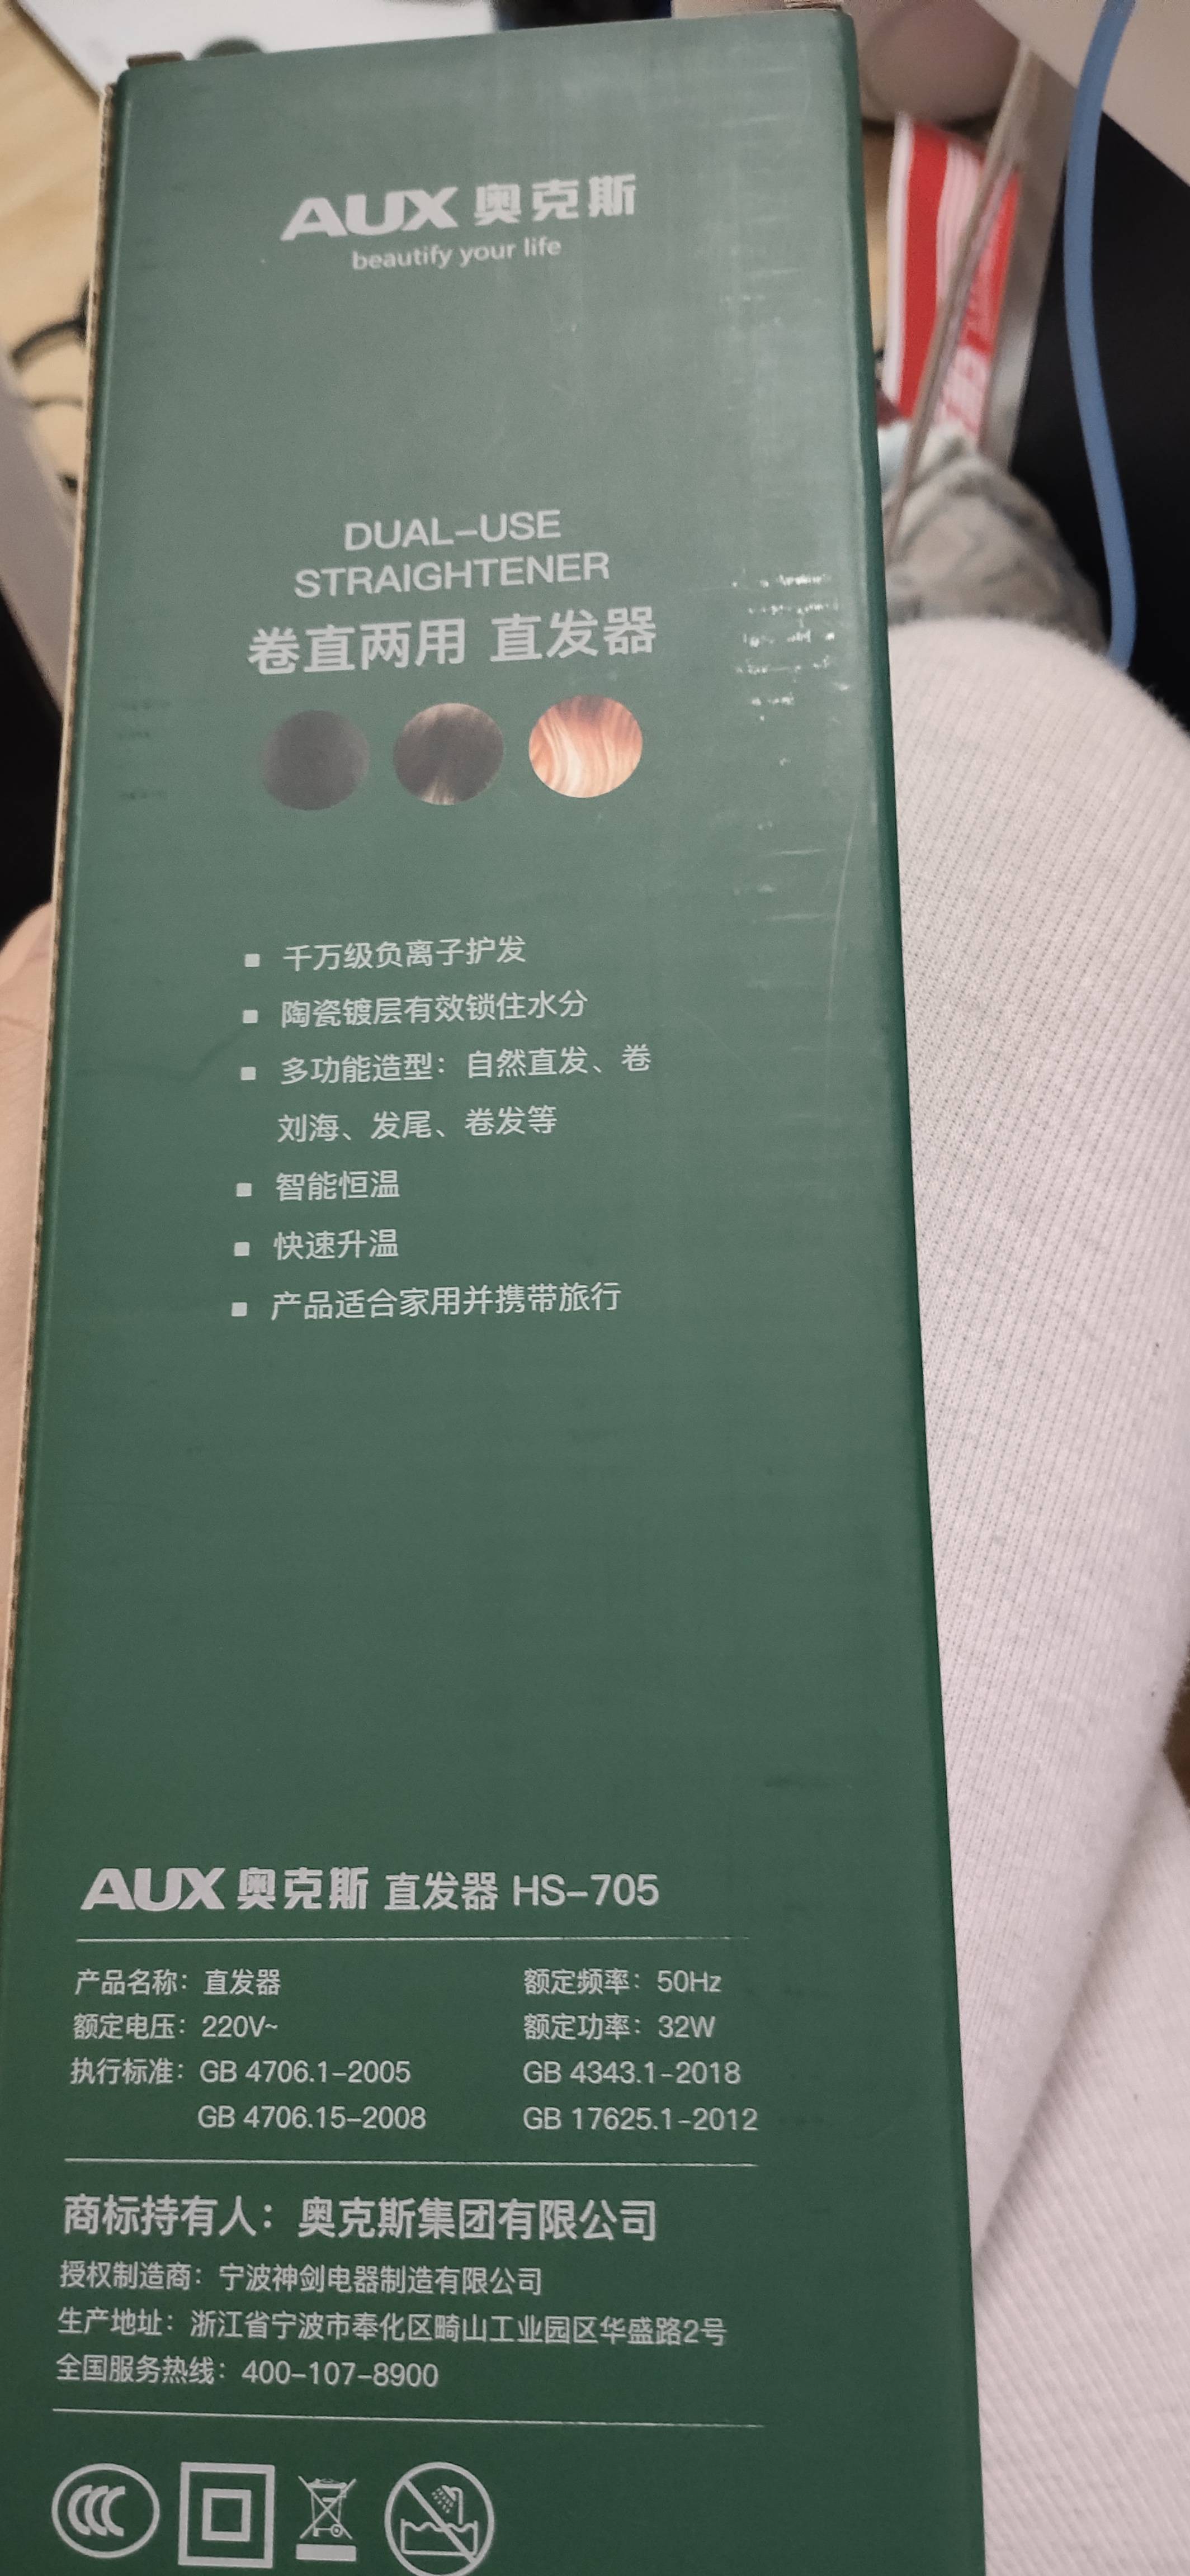 AUX 奥克斯
beautify your life
DUAL-USE
STRAIGHTENER
卷直两用 直发器
■ 千万级负离子护发
■ 陶瓷镀层有效锁住水分
■ 多功能造型：自然直发、卷
刘海、发尾、卷发等
■ 智能恒温
■ 快速升温
■ 产品适合家用并携带旅行
AUX 奥克斯 直发器 HS-705
产品名称：直发器 额定频率：50Hz
额定电压：220V~ 额定功率：32W
执行标准：GB 4706.1-2005 GB 4343.1-2018
GB 4706.15-2008 GB 17625.1-2012
商标持有人：奥克斯集团有限公司
授权制造商：宁波神剑电器制造有限公司
生产地址：浙江省宁波市奉化区畸山工业园区华盛路2号
全国服务热线：400-107-8900
CCC